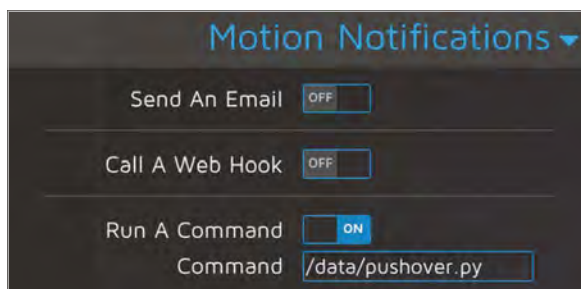 Motion Notifications
Send An Email OFF
Call A Web Hook OFF
Run A Command ON
Command /data/pushover.py